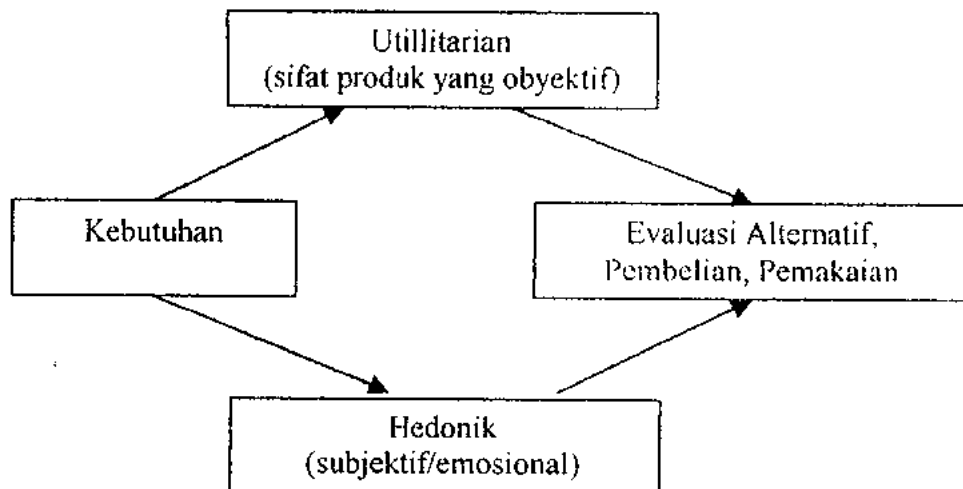 Utillitarian
(sifat produk yang obyektif)
Kebutuhan
Evaluasi Alternatif,
Pembelian, Pemakaian
Hedonik
(subjektif/emosional)